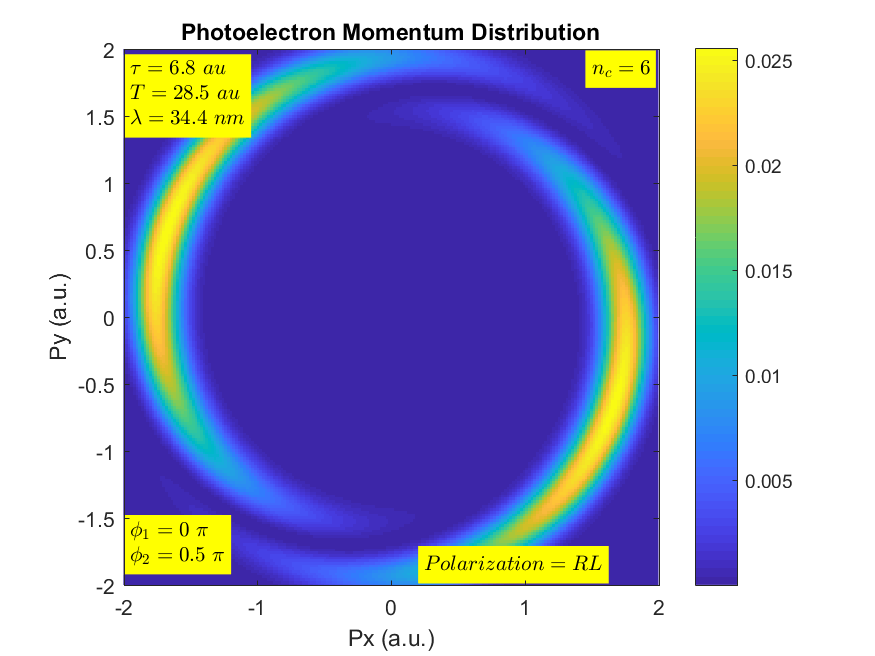 Photoelectron Momentum Distribution
τ = 6.8 au
T = 28.5 au
λ = 34.4 nm
n_c = 6
ϕ₁ = 0 π
ϕ₂ = 0.5 π
Polarization = RL
2
1.5
1
0.5
0
-0.5
-1
-1.5
-2
Py (a.u.)
-2
-1
0
1
2
Px (a.u.)
0.025
0.02
0.015
0.01
0.005